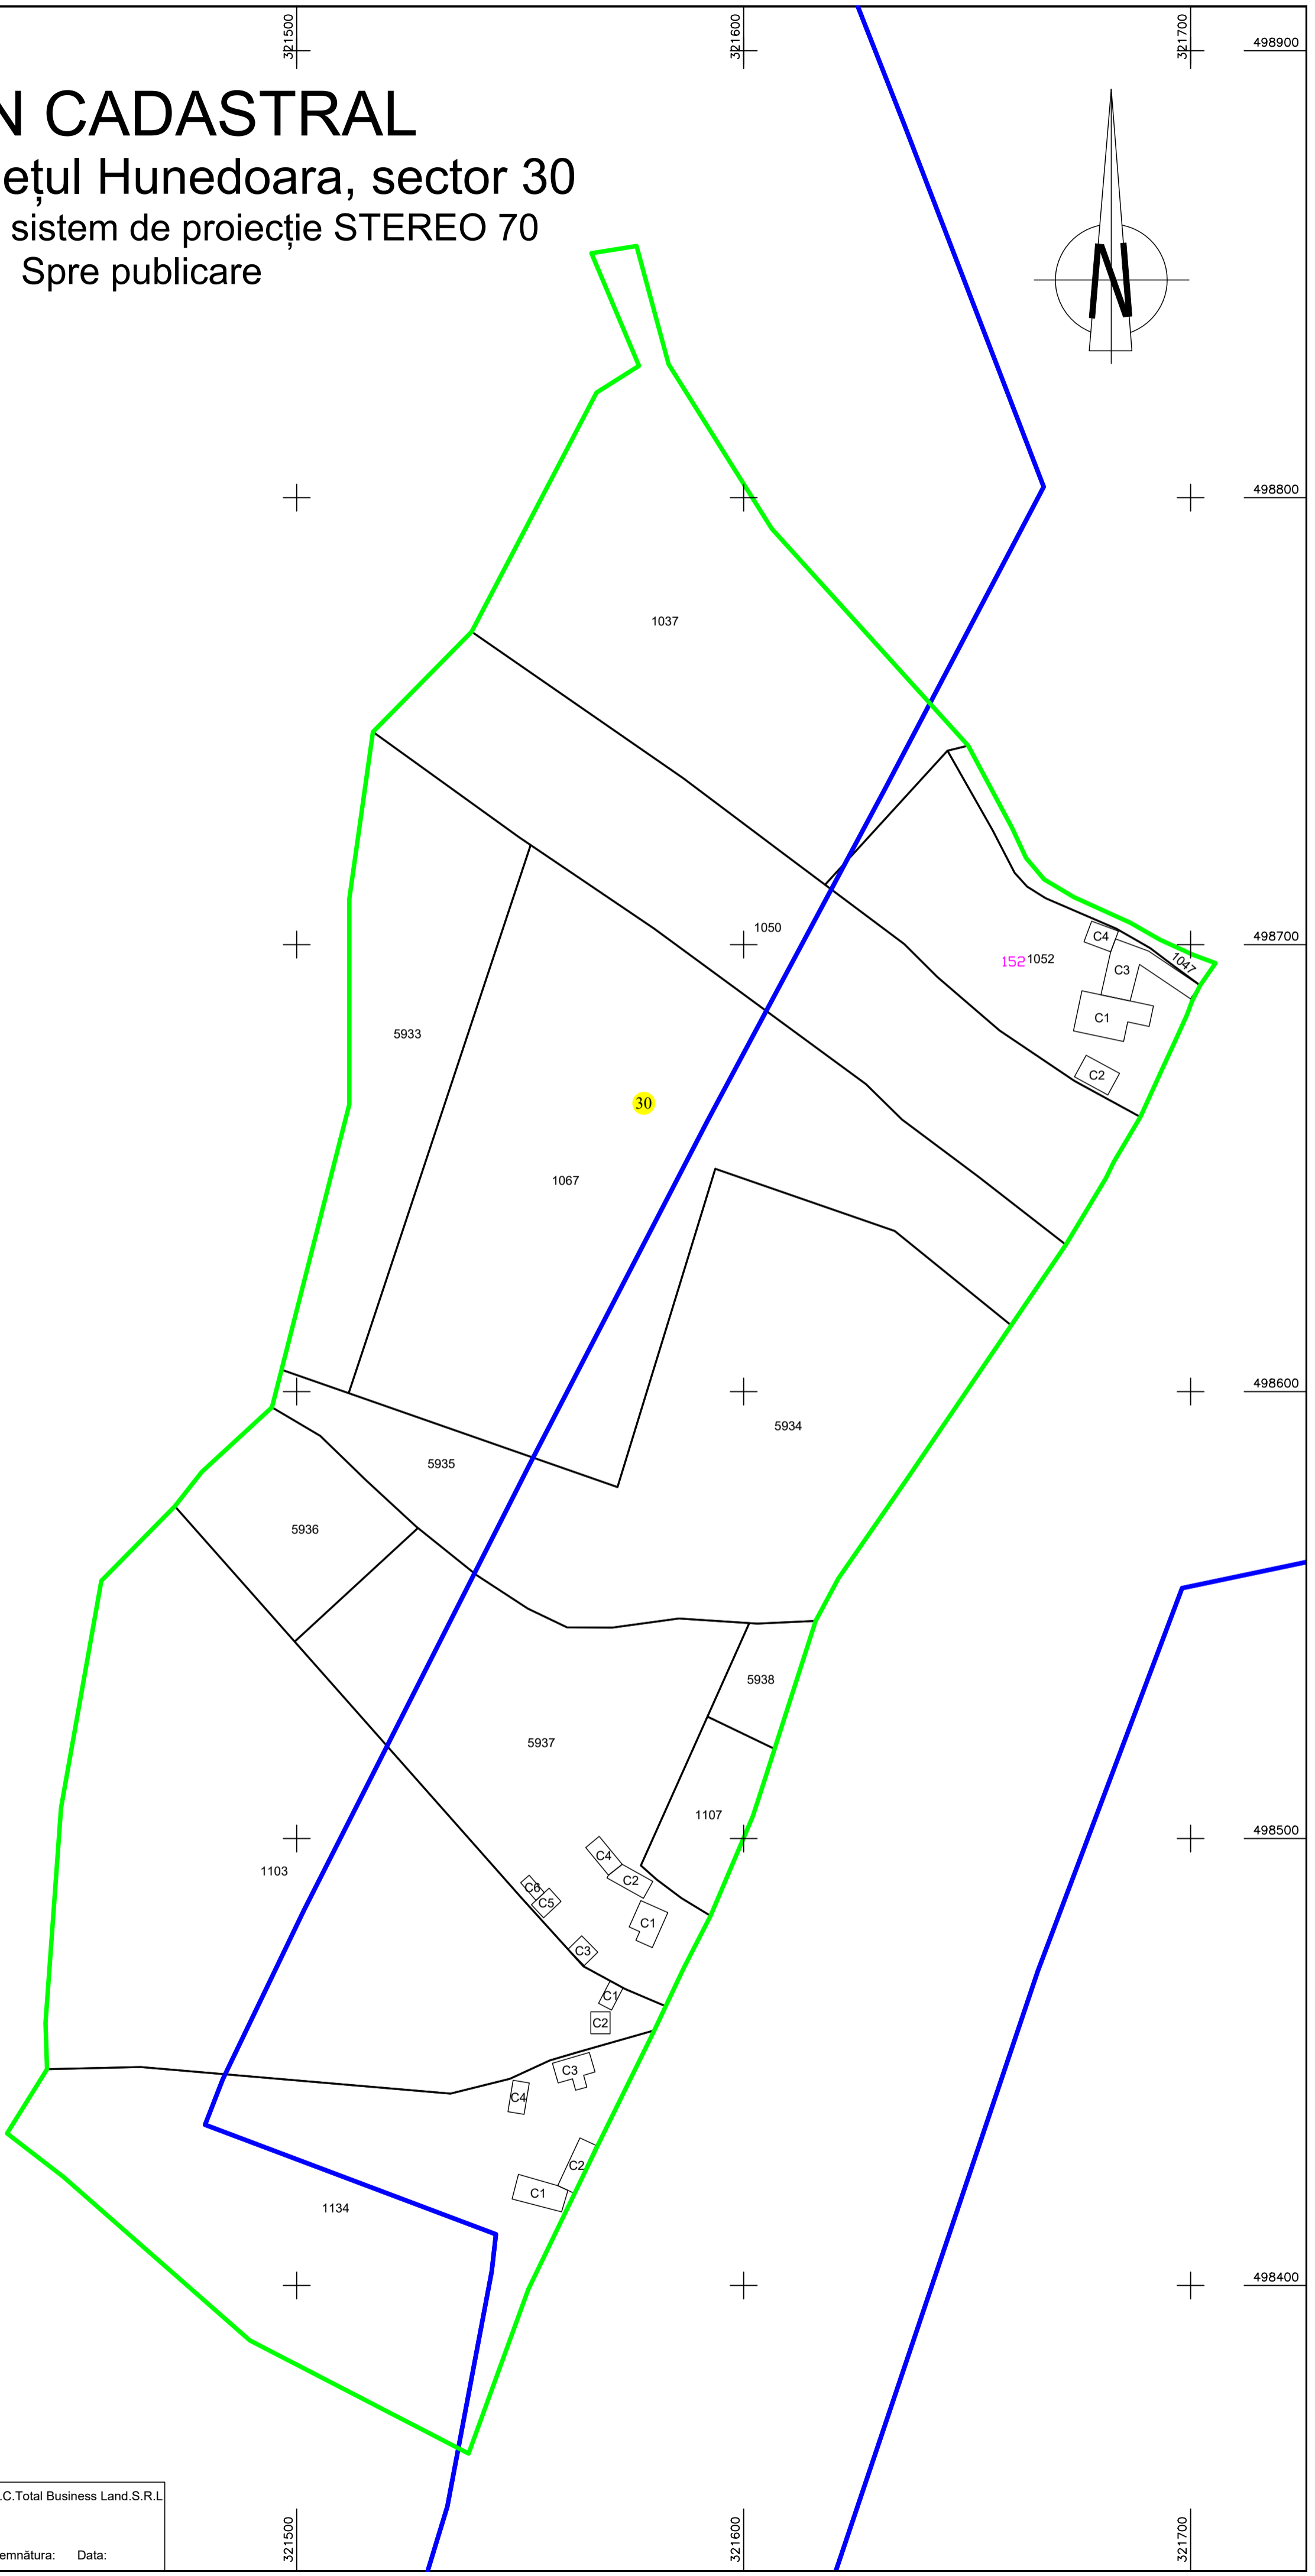 321500 321600 321700
498900
N CADASTRAL
ețul Hunedoara, sector 30
sistem de proiecție STEREO 70
Spre publicare
N
498800
1037
1050
498700
C4
152 1052
1047
C3
C1
5933
C2
30
1067
498600
5934
5935
5936
5938
5937
1107
498500
C4
1103
C2
C6
C5
C1
C3
C1
C2
C3
C4
C2
C1
1134
498400
.C.Total Business Land.S.R.L
emnătura: Data:
321500 321600 321700